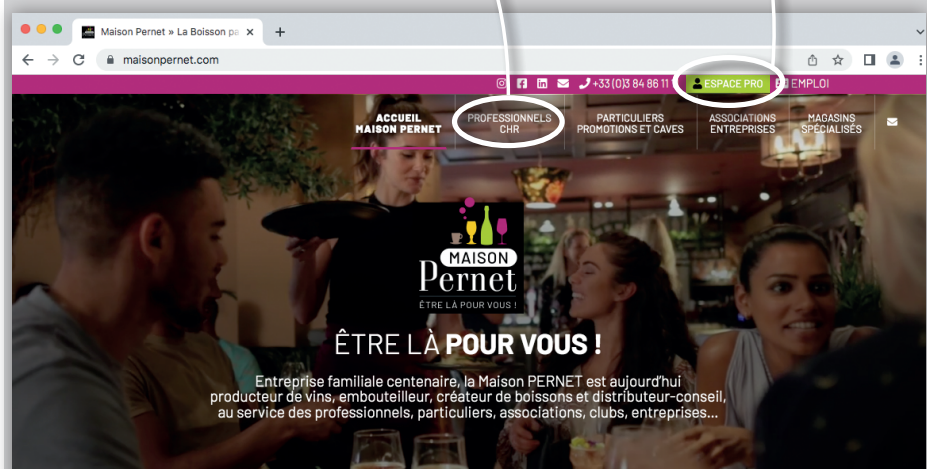 Maison Pernet » La Boisson pa
maisonpernet.com
+33 (0)3 84 86 11 1
ESPACE PRO
EMPLOI
ACCUEIL
MAISON PERNET
PROFESSIONNELS
CHR
PARTICULIERS
PROMOTIONS ET CAVES
ASSOCIATIONS
ENTREPRISES
MAGASINS
SPÉCIALISÉS
MAISON
Pernet
ÊTRE LÀ POUR VOUS !
ÊTRE LÀ POUR VOUS !
Entreprise familiale centenaire, la Maison PERNET est aujourd'hui
producteur de vins, embouteilleur, créateur de boissons et distributeur-conseil,
au service des professionnels, particuliers, associations, clubs, entreprises...